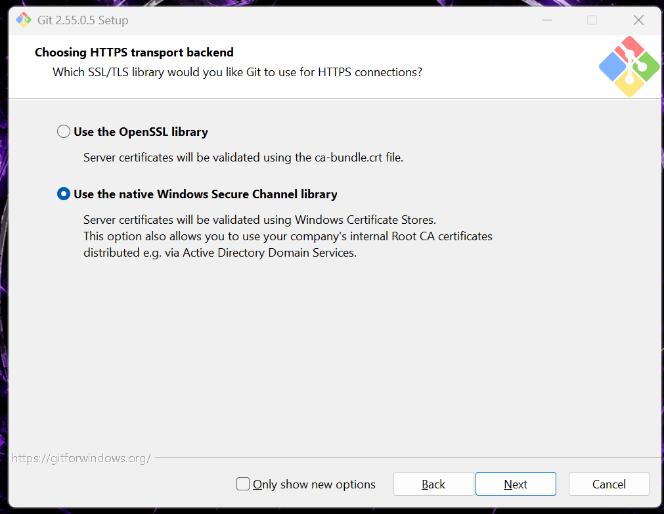 Git 2.55.0.5 Setup
Choosing HTTPS transport backend
Which SSL/TLS library would you like Git to use for HTTPS connections?
Use the OpenSSL library
Server certificates will be validated using the ca-bundle.crt file.
Use the native Windows Secure Channel library
Server certificates will be validated using Windows Certificate Stores.
This option also allows you to use your company's internal Root CA certificates
distributed e.g. via Active Directory Domain Services.
https://gitforwindows.org/
Only show new options
Back
Next
Cancel